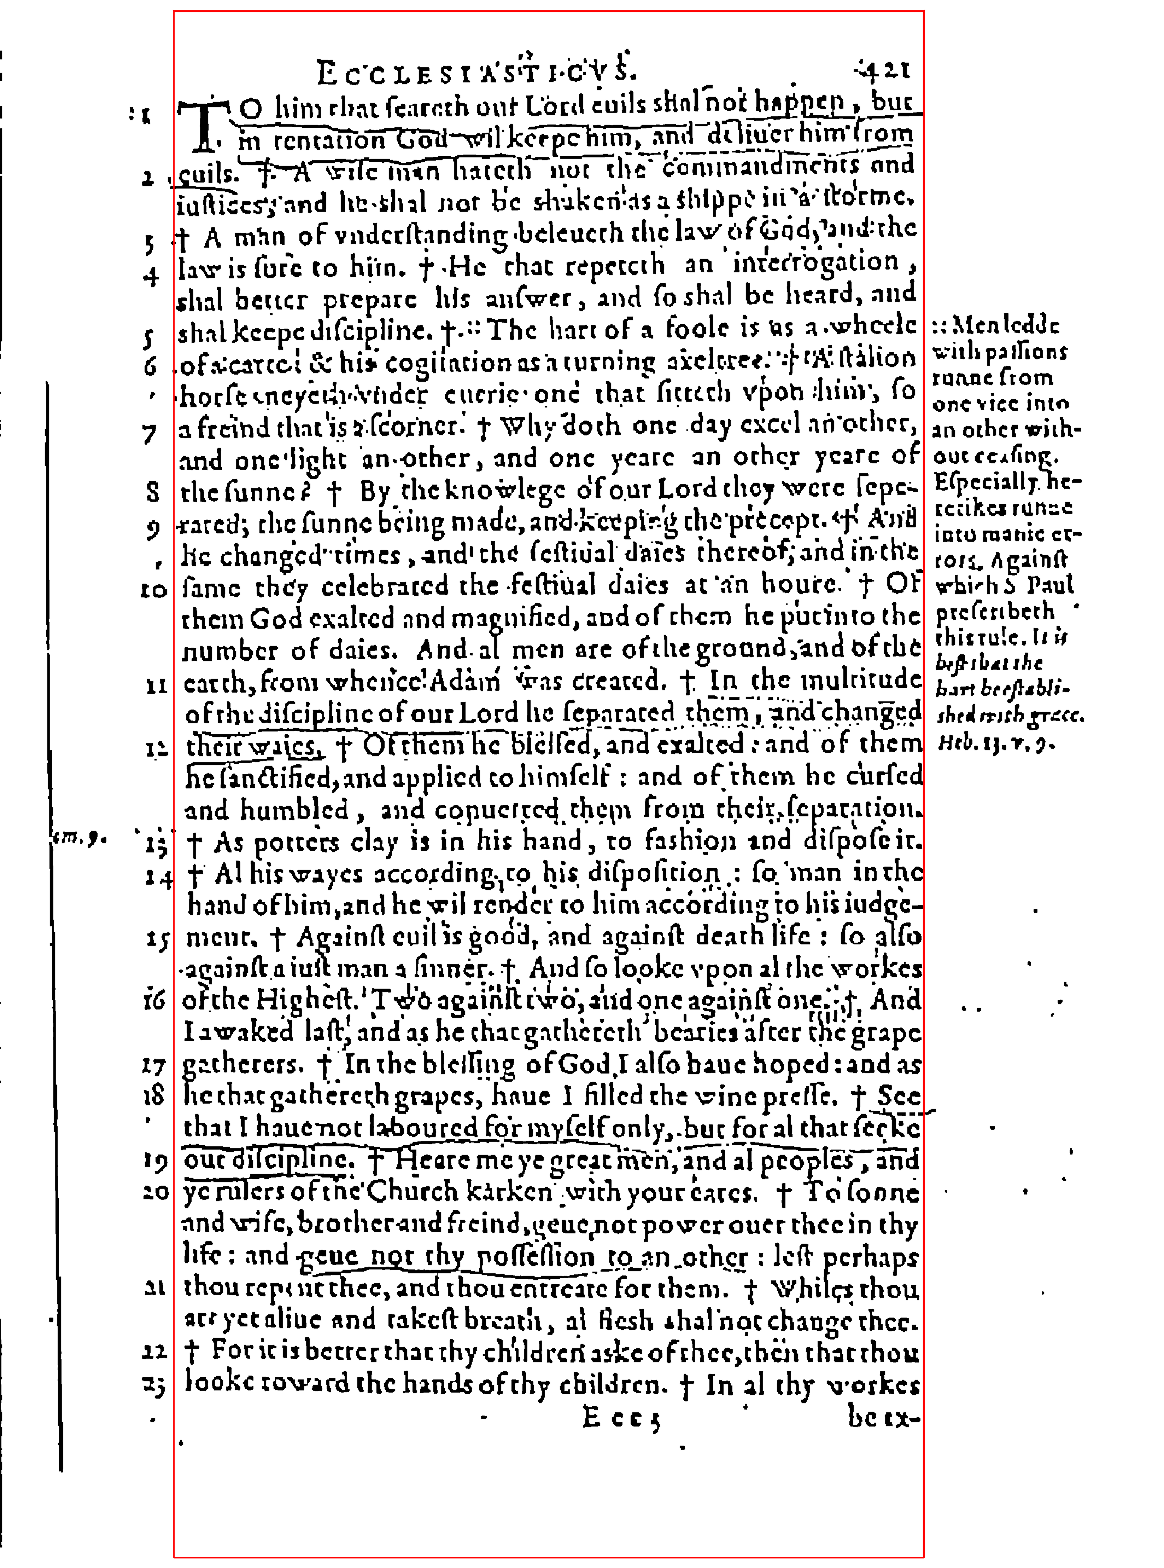 ECCLESIASTICVS. 421
1 TO him that feareth our Lord euils shal not happen, but
in tentation God wil keepe him, and deliuer him from
2 euils. † A wise man hateth not the commandments and
iustices, and he shal not be shaken as a shippe in a storme.
3 † A man of vnderstanding beleueth the law of God, and the
4 law is sure to him. † He that repeteth an interrogation,
shal better prepare his answer, and so shal be heard, and
5 shal keepe discipline. † :: The hart of a foole is as a wheele
6 of a carte: & his cogitation as a turning axeltree. † A stalion
horse neyeth vnder euerie one that sitteth vpon him, so
7 a freind that is a scorner. † Why doth one day excel an other,
and one light an other, and one yeare an other yeare of
8 the sunne? † By the knowlege of our Lord they were sepe-
9 rated; the sunne being made, and keeping the precept. † And
he changed times, and the festiual daies therof, and in the
10 same they celebrated the festiual daies at an houre. † Of
them God exalted and magnified, and of them he put into the
number of daies. And al men are of the ground, and of the
11 earth, from whence Adam was created. † In the multitude
of the discipline of our Lord he separated them, and changed
12 their waies. † Of them he blessed, and exalted: and of them
he sanctified, and applied to himself: and of them he cursed
and humbled, and conuerted them from their separation.
13 † As potters clay is in his hand, to fashion and dispose it.
14 † Al his wayes according to his disposition: so man in the
hand of him, and he wil render to him according to his iudge-
15 ment. † Against euil is good, and against death life: so also
against a iust man a sinner. † And so looke vpon al the workes
16 of the Highest. Two against two, and one against one. † And
I awaked last, and as he that gathereth bearies after the grape
17 gatherers. † In the blessing of God I also haue hoped: and as
18 he that gathereth grapes, haue I filled the wine presse. † See
that I haue not laboured for my self only, but for al that seeke
19 our discipline. † Heare me ye great men, and al peoples, and
20 ye rulers of the Church harken with your eares. † To sonne
and wife, brother and freind, geue not power ouer thee in thy
life: and geue not thy possession to an other: lest perhaps
21 thou repent thee, and thou entreate for them. † Whiles thou
art yet aliue and takest breath, al flesh shal not change thee.
22 † For it is better that thy children aske of thee, then that thou
23 looke toward the hands of thy children. † In al thy workes
Eee 3 be ex-
:: Men ledde
with passions
runne from
one vice into
an other with-
out ceasing.
Especially he-
retikes runne
into manie er-
rors. Against
which S Paul
prescribeth
this rule. It is
best that the
hart be establi-
shed with grace.
Heb. 13. v. 9.
om. 9.